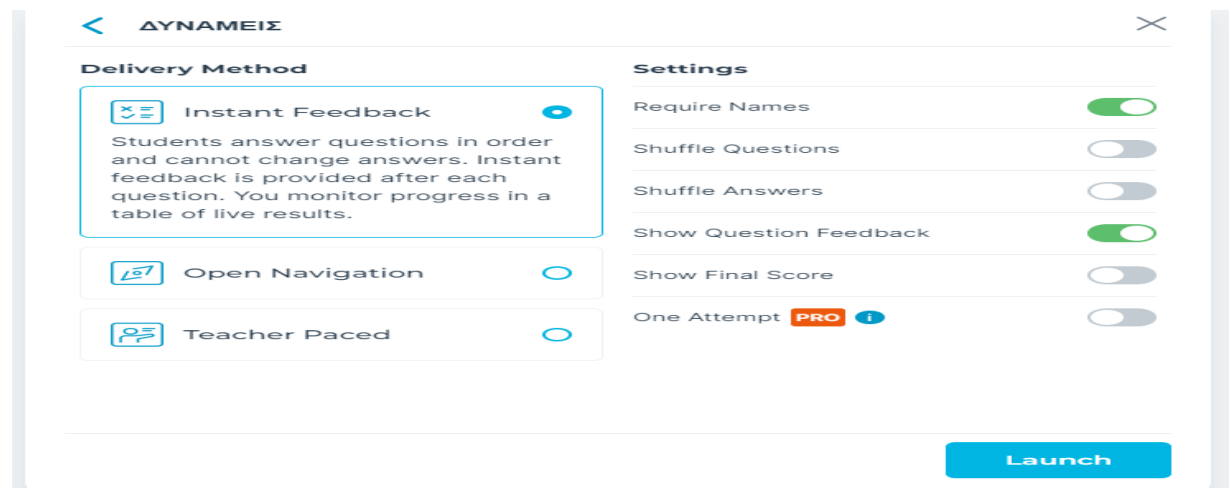 ΔΥΝΑΜΕΙΣ
Delivery Method
Instant Feedback
Students answer questions in order
and cannot change answers. Instant
feedback is provided after each
question. You monitor progress in a
table of live results.
Open Navigation
Teacher Paced
Settings
Require Names
Shuffle Questions
Shuffle Answers
Show Question Feedback
Show Final Score
One Attempt PRO i
Launch